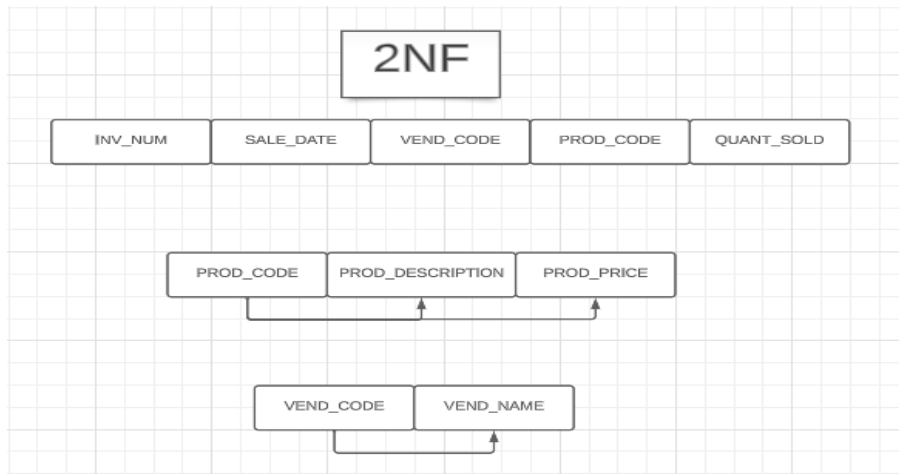 2NF
INV_NUM SALE_DATE VEND_CODE PROD_CODE QUANT_SOLD
PROD_CODE PROD_DESCRIPTION PROD_PRICE
VEND_CODE VEND_NAME